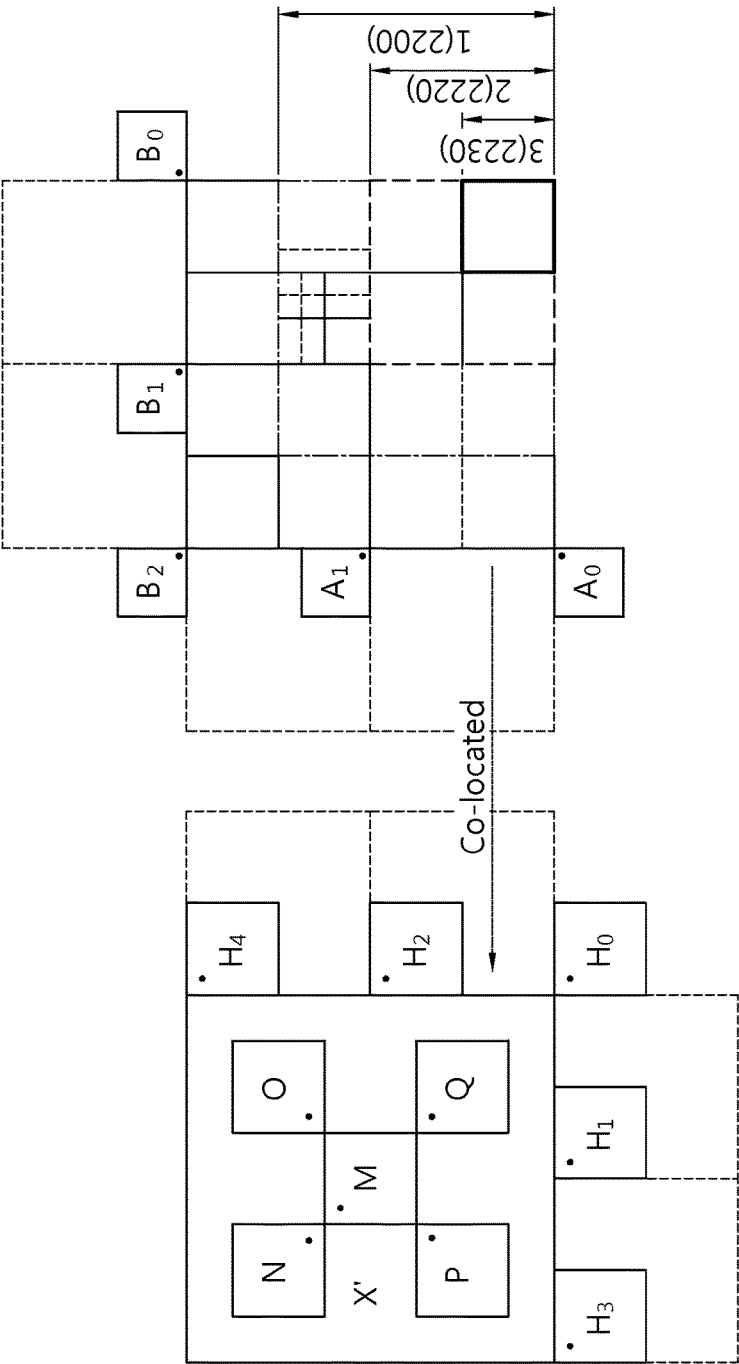 1(2200)
2(2220)
3(2230)
B0
B1
B2
A1
A0
Co-located
H4
H2
H0
O
Q
M
H1
N
P
X'
H3